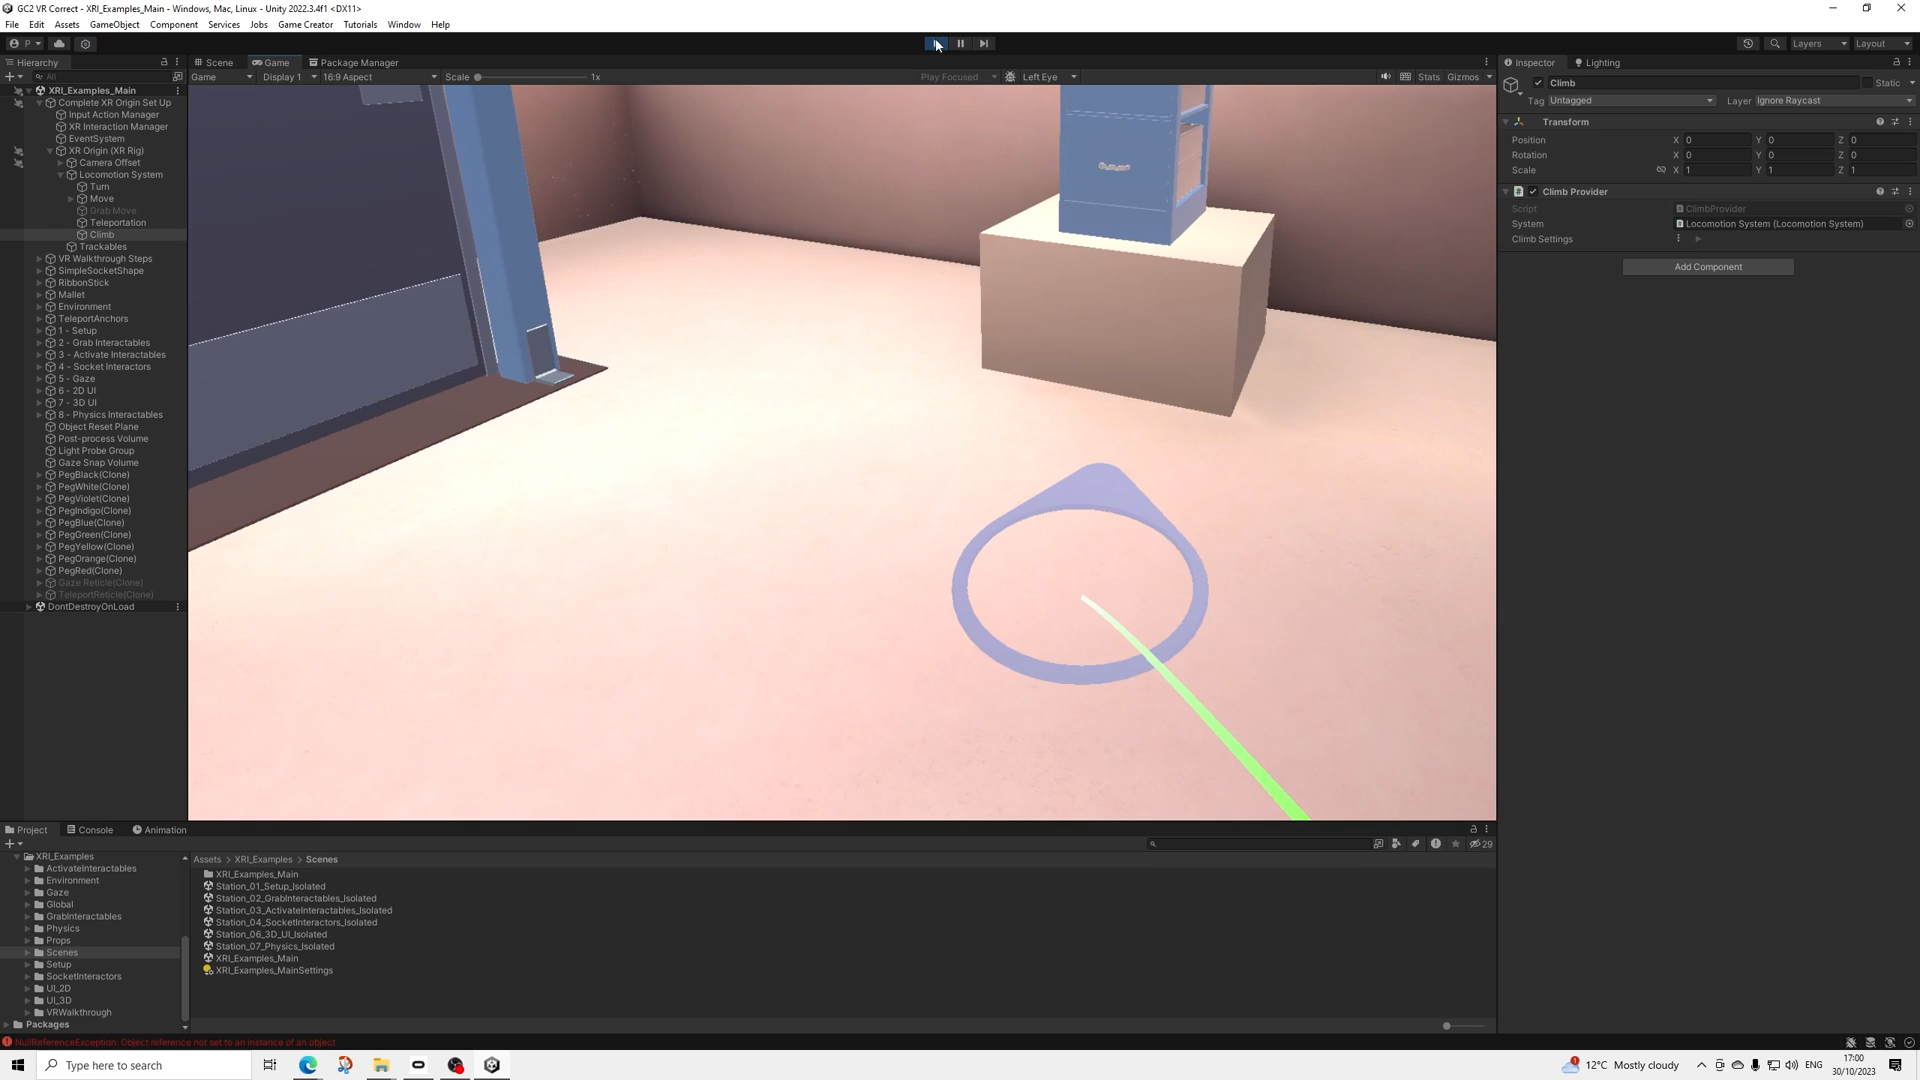 GC2 VR Correct - XRI_Examples_Main - Windows, Mac, Linux - Unity 2022.3.4f1 <DX11>
File Edit Assets GameObject Component Services Jobs Game Creator Tutorials Window Help
P Layers Layout
Hierarchy Scene Game Package Manager Inspector Lighting
All Game Display 1 16:9 Aspect Scale 1x Play Focused Left Eye Stats Gizmos
Climb Static
Tag Untagged Layer Ignore Raycast
Transform
Position X 0 Y 0 Z 0
Rotation X 0 Y 0 Z 0
Scale X 1 Y 1 Z 1
Climb Provider
Script ClimbProvider
System Locomotion System (Locomotion System)
Climb Settings
Add Component
XRI_Examples_Main
Complete XR Origin Set Up
Input Action Manager
XR Interaction Manager
EventSystem
XR Origin (XR Rig)
Camera Offset
Locomotion System
Turn
Move
Grab Move
Teleportation
Climb
Trackables
VR Walkthrough Steps
SimpleSocketShape
RibbonStick
Mallet
Environment
TeleportAnchors
1 - Setup
2 - Grab Interactables
3 - Activate Interactables
4 - Socket Interactors
5 - Gaze
6 - 2D UI
7 - 3D UI
8 - Physics Interactables
Object Reset Plane
Post-process Volume
Light Probe Group
Gaze Snap Volume
PegBlack(Clone)
PegWhite(Clone)
PegViolet(Clone)
PegIndigo(Clone)
PegBlue(Clone)
PegGreen(Clone)
PegYellow(Clone)
PegOrange(Clone)
PegRed(Clone)
Gaze Reticle(Clone)
TeleportReticle(Clone)
DontDestroyOnLoad
Project Console Animation
29
XRI_Examples
ActivateInteractables
Environment
Gaze
Global
GrabInteractables
Physics
Props
Scenes
Setup
SocketInteractors
UI_2D
UI_3D
VRWalkthrough
Packages
Assets > XRI_Examples > Scenes
XRI_Examples_Main
Station_01_Setup_Isolated
Station_02_GrabInteractables_Isolated
Station_03_ActivateInteractables_Isolated
Station_04_SocketInteractors_Isolated
Station_06_3D_UI_Isolated
Station_07_Physics_Isolated
XRI_Examples_Main
XRI_Examples_MainSettings
NullReferenceException: Object reference not set to an instance of an object
Type here to search
1 12°C Mostly cloudy ENG 17:00
30/10/2023